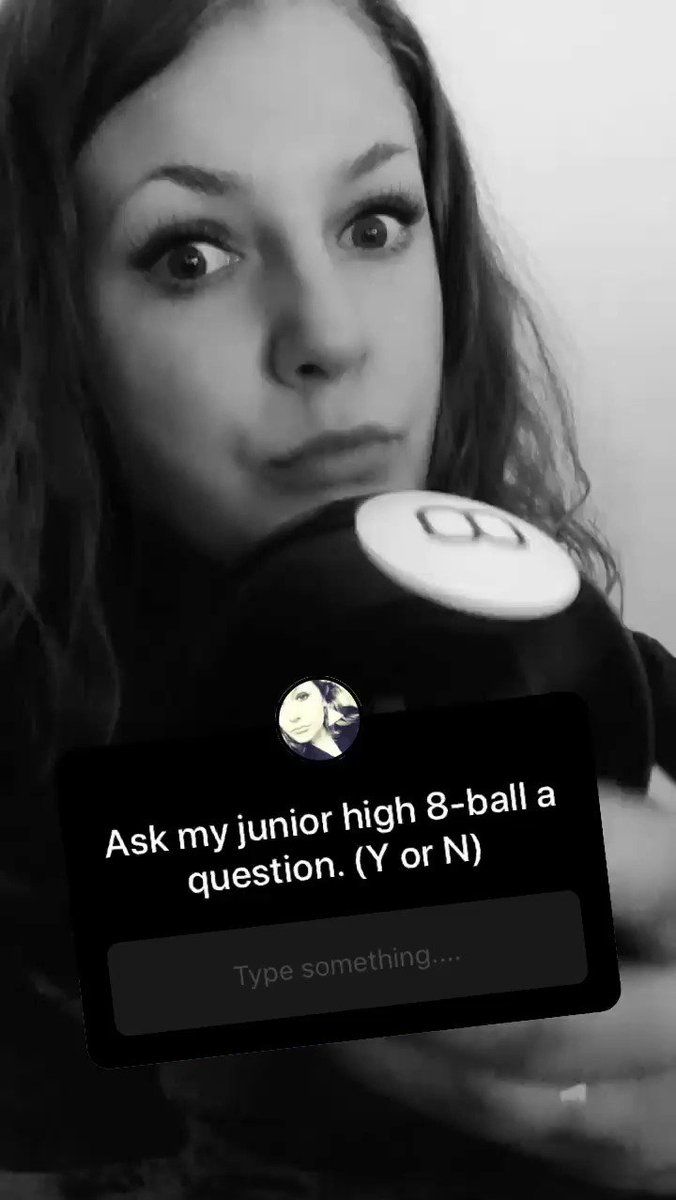 8
Ask my junior high 8-ball a
question. (Y or N)
Type something....